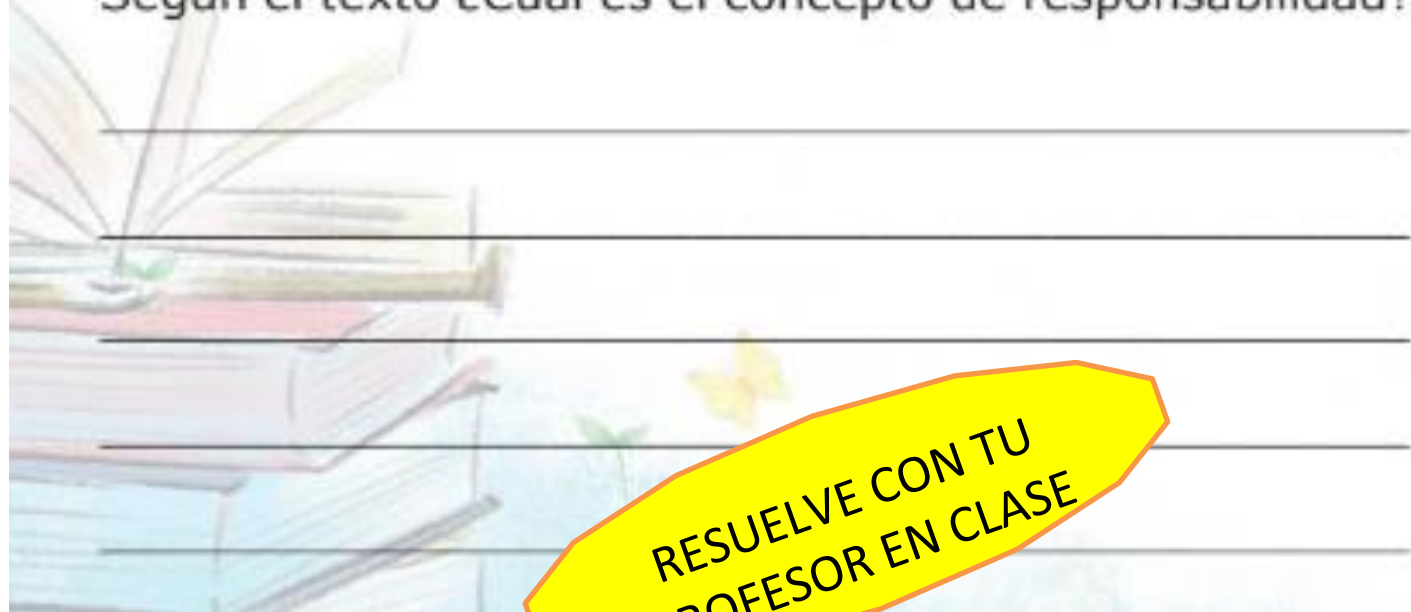 Según el texto ¿Cuál es el concepto de responsabilidad?
RESUELVE CON TU
PROFESOR EN CLASE